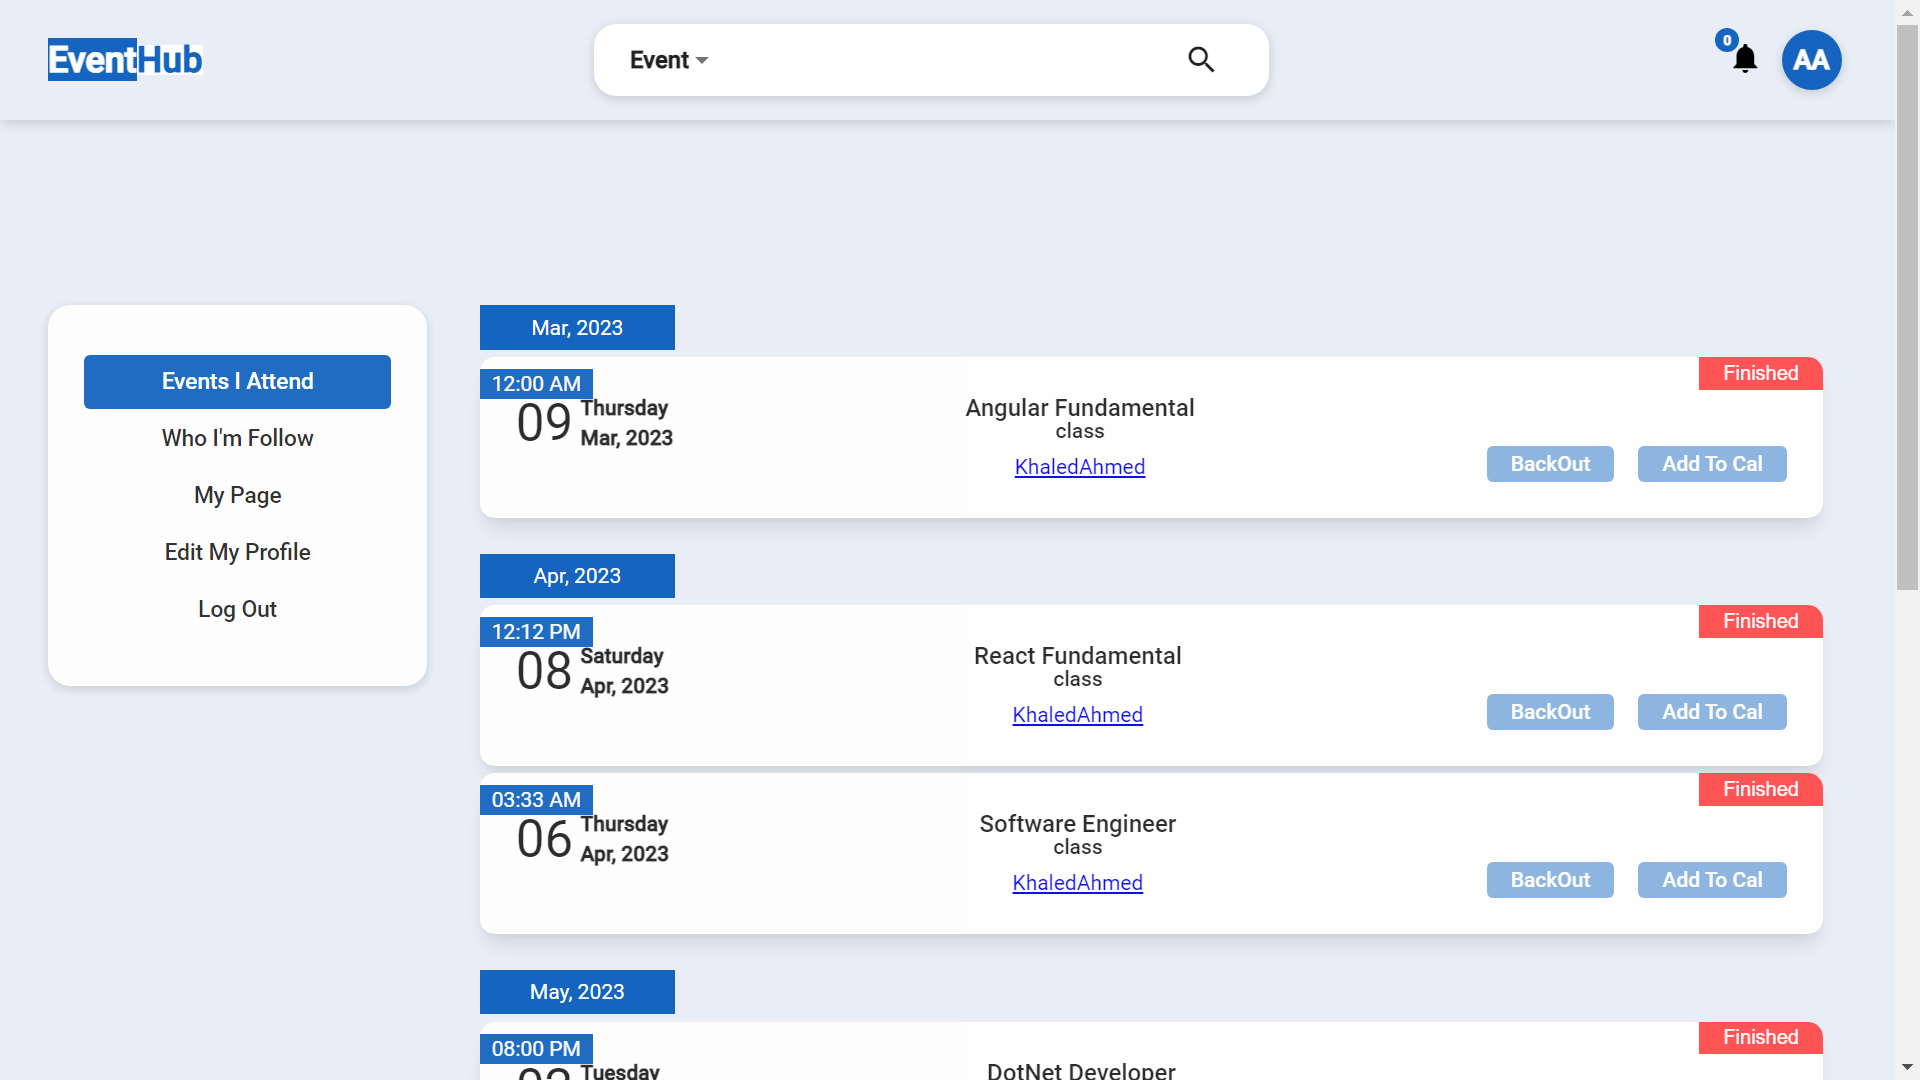 EventHub
Event
0
AA
Events I Attend
Who I'm Follow
My Page
Edit My Profile
Log Out
Mar, 2023
12:00 AM
Finished
09
Thursday
Mar, 2023
Angular Fundamental
class
KhaledAhmed
BackOut
Add To Cal
Apr, 2023
12:12 PM
Finished
08
Saturday
Apr, 2023
React Fundamental
class
KhaledAhmed
BackOut
Add To Cal
03:33 AM
Finished
06
Thursday
Apr, 2023
Software Engineer
class
KhaledAhmed
BackOut
Add To Cal
May, 2023
08:00 PM
Finished
Tuesday
DotNet Developer